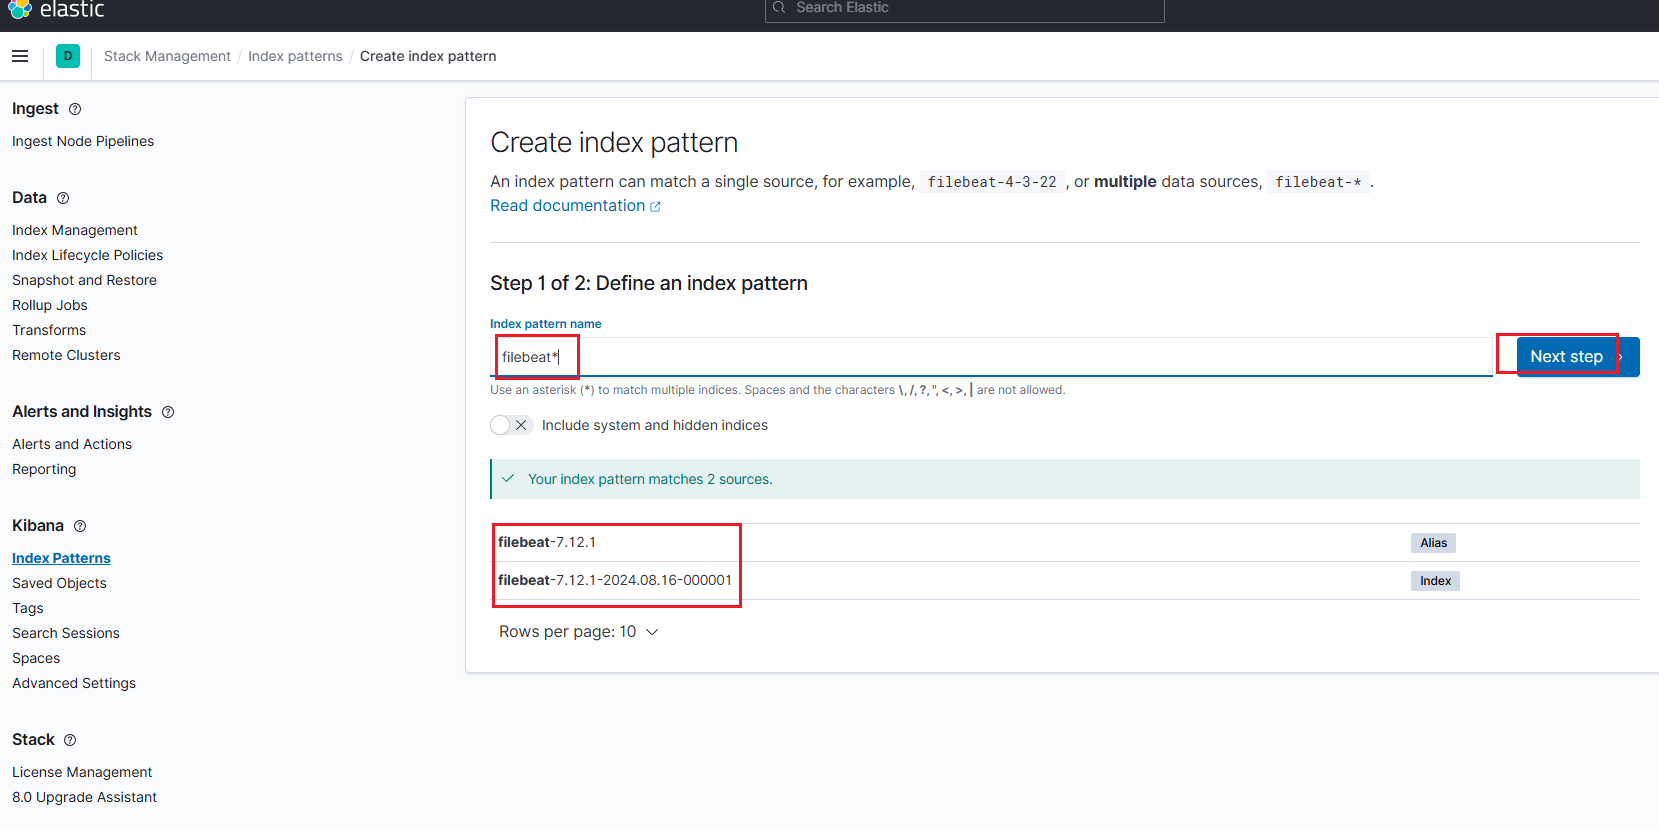 elastic
Search Elastic
D Stack Management / Index patterns / Create index pattern
Ingest
Ingest Node Pipelines
Data
Index Management
Index Lifecycle Policies
Snapshot and Restore
Rollup Jobs
Transforms
Remote Clusters
Alerts and Insights
Alerts and Actions
Reporting
Kibana
Index Patterns
Saved Objects
Tags
Search Sessions
Spaces
Advanced Settings
Stack
License Management
8.0 Upgrade Assistant
Create index pattern
An index pattern can match a single source, for example, filebeat-4-3-22 , or multiple data sources, filebeat-* .
Read documentation
Step 1 of 2: Define an index pattern
Index pattern name
filebeat*
Next step
Use an asterisk (*) to match multiple indices. Spaces and the characters \, /, ?, ", <, >, | are not allowed.
Include system and hidden indices
Your index pattern matches 2 sources.
filebeat-7.12.1 Alias
filebeat-7.12.1-2024.08.16-000001 Index
Rows per page: 10